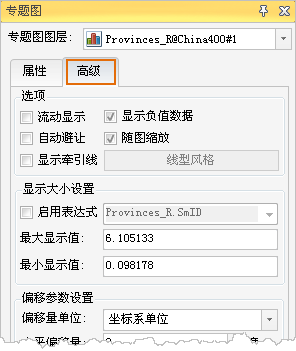 专题图
专题图图层: Provinces_R@China400#1
属性 高级
选项
流动显示 显示负值数据
自动避让 随图缩放
显示牵引线 线型风格
显示大小设置
启用表达式 Provinces_R.SmID
最大显示值: 6.105133
最小显示值: 0.098178
偏移参数设置
偏移量单位: 坐标系单位